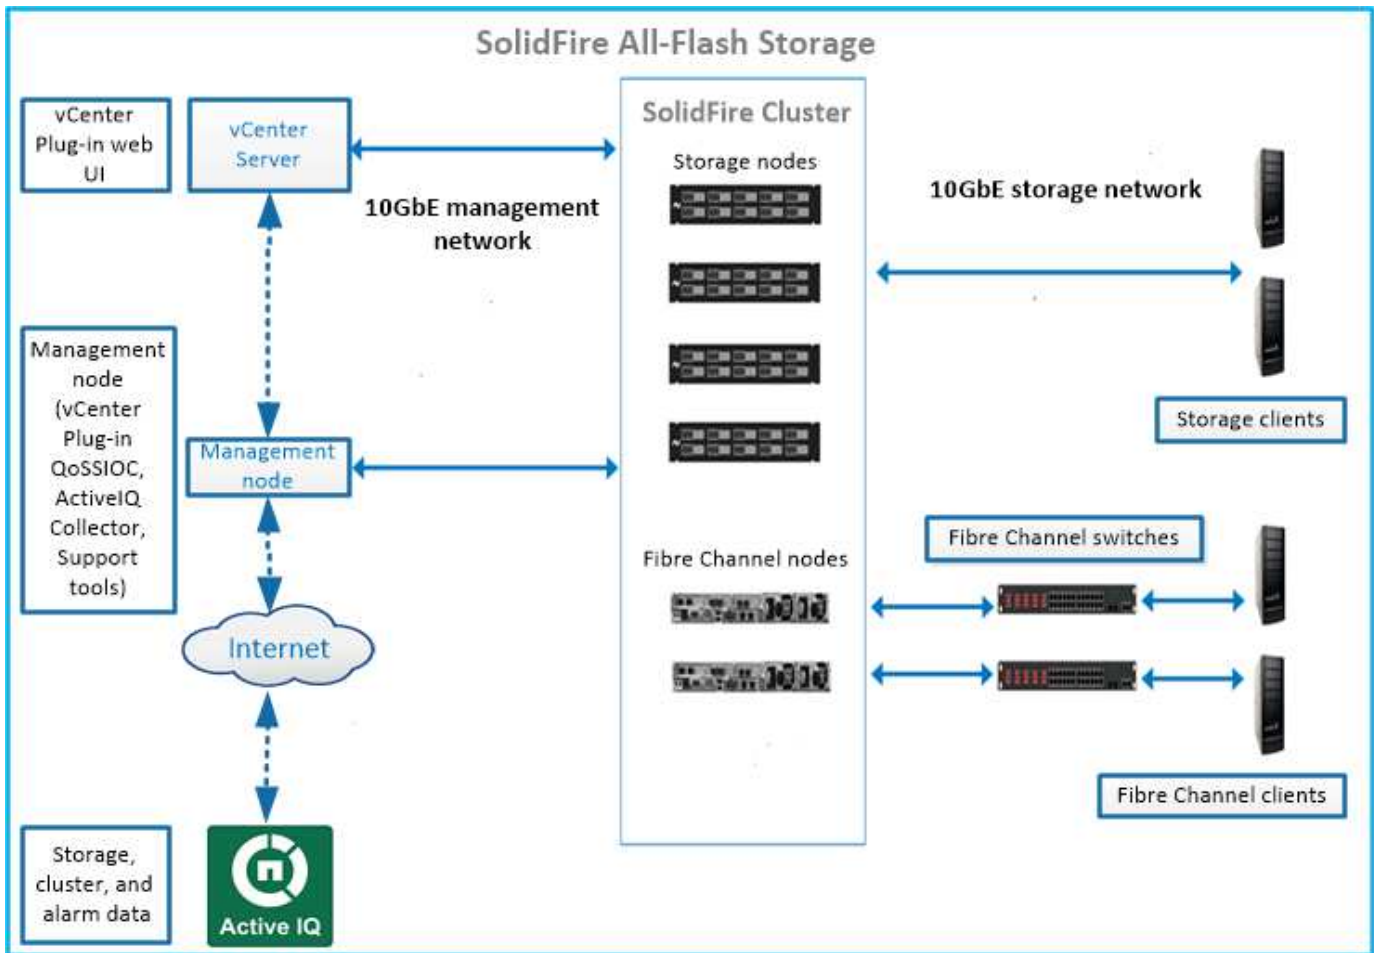 SolidFire All-Flash Storage
vCenter
Plug-in web
UI
vCenter
Server
10GbE management
network
SolidFire Cluster
Storage nodes
10GbE storage network
Storage clients
Management
node
(vCenter
Plug-in
QoSSIOC,
ActiveIQ
Collector,
Support
tools)
Management
node
Fibre Channel nodes
Fibre Channel switches
Internet
Fibre Channel clients
Storage,
cluster, and
alarm data
Active IQ